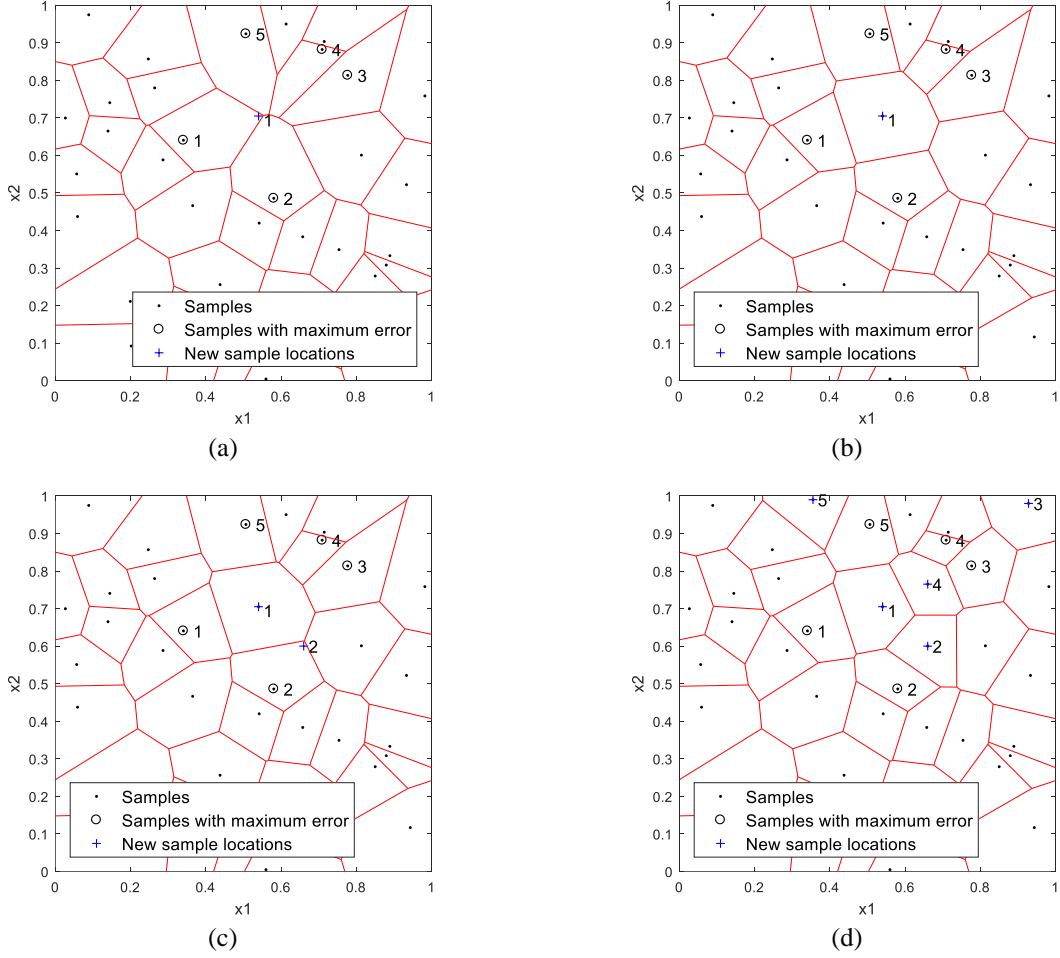 1
0.9
0.8
0.7
0.6
0.5
0.4
0.3
0.2
0.1
0
x2
5
4
3
1
1
2
Samples
Samples with maximum error
New sample locations
0 0.2 0.4 0.6 0.8 1
x1
(a)
1
0.9
0.8
0.7
0.6
0.5
0.4
0.3
0.2
0.1
0
x2
5
4
3
1
1
2
Samples
Samples with maximum error
New sample locations
0 0.2 0.4 0.6 0.8 1
x1
(b)
1
0.9
0.8
0.7
0.6
0.5
0.4
0.3
0.2
0.1
0
x2
5
4
3
1
1
2
2
Samples
Samples with maximum error
New sample locations
0 0.2 0.4 0.6 0.8 1
x1
(c)
1
0.9
0.8
0.7
0.6
0.5
0.4
0.3
0.2
0.1
0
x2
5
3
5
4
3
4
1
1
2
2
Samples
Samples with maximum error
New sample locations
0 0.2 0.4 0.6 0.8 1
x1
(d)